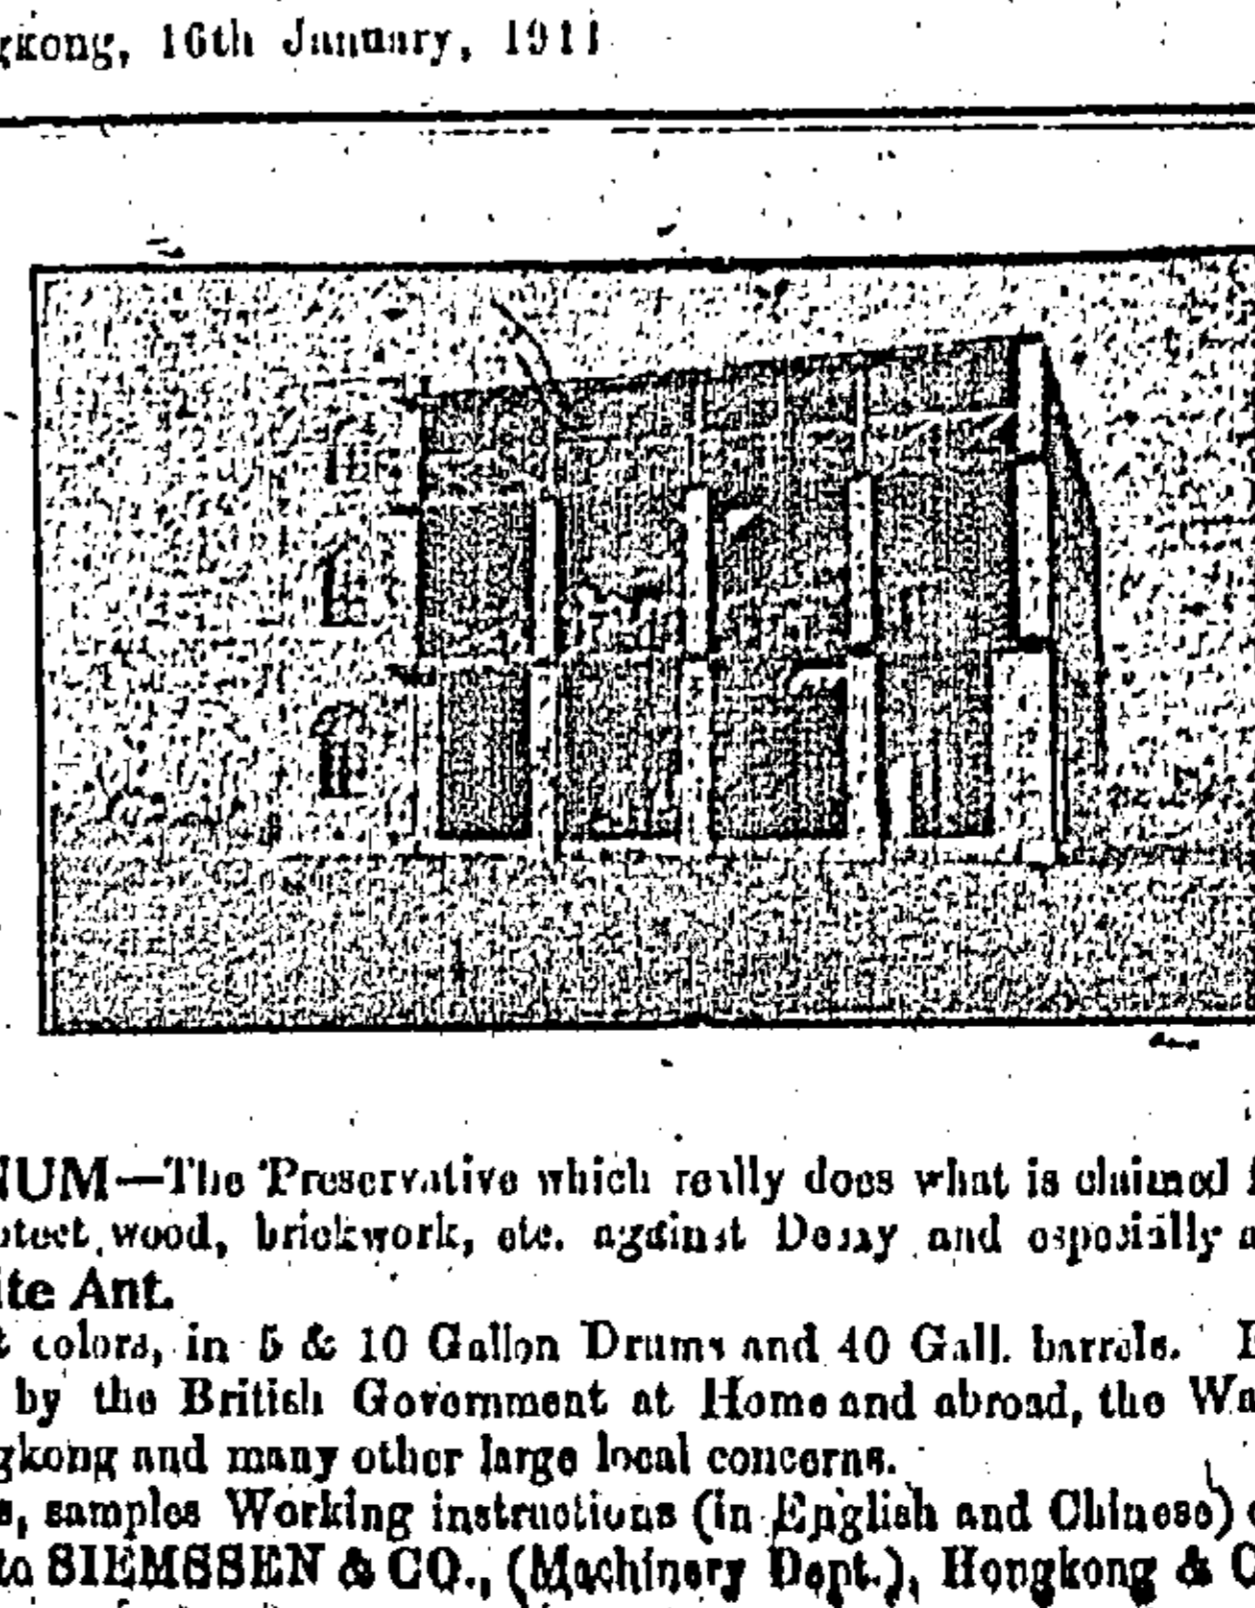 gkong, 16th January, 1911
NUM—The Preservative which really does what is claimed
otect wood, brickwork, etc. against Decay and especially
ite Ant.
t colors, in 5 & 10 Gallon Drums and 40 Gall. barrels.
by the British Government at Home and abroad, the Wa
gkong and many other large local concerns.
s, samples Working instructions (in English and Chinese)
to SIEMSSEN & CO., (Machinery Dept.), Hongkong & C